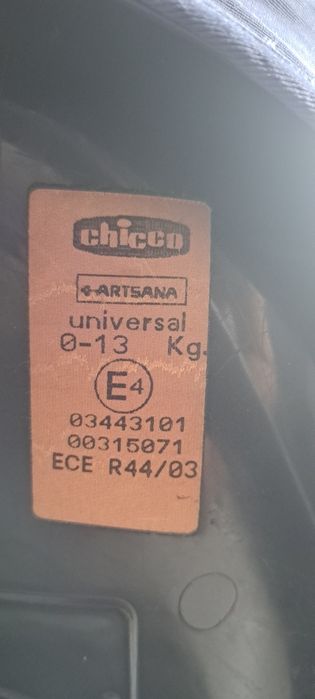 chicco
ARTSANA
universal
0-13 Kg.
E4
03443101
00315071
ECE R44/03